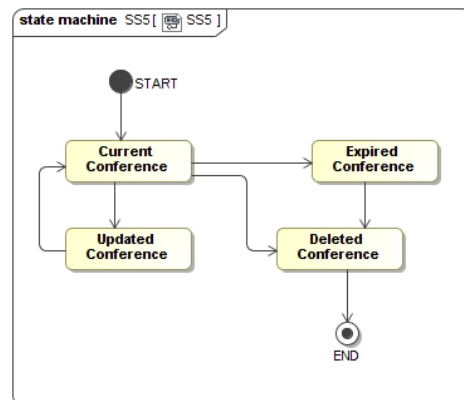 state machine SS5[ SS5 ]
START
Current
Conference
Expired
Conference
Updated
Conference
Deleted
Conference
END